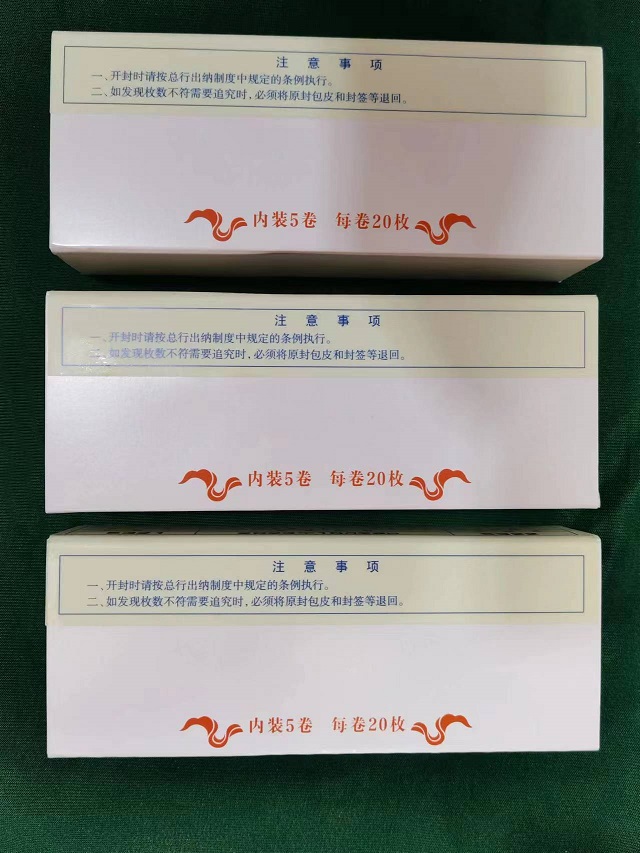 注意事项
一、开封时请按总行出纳制度中规定的条例执行。
二、如发现枚数不符需要追究时，必须将原封包皮和封签等退回。
内装5卷 每卷20枚
注意事项
一、开封时请按总行出纳制度中规定的条例执行。
二、如发现枚数不符需要追究时，必须将原封包皮和封签等退回。
内装5卷 每卷20枚
注意事项
一、开封时请按总行出纳制度中规定的条例执行。
二、如发现枚数不符需要追究时，必须将原封包皮和封签等退回。
内装5卷 每卷20枚